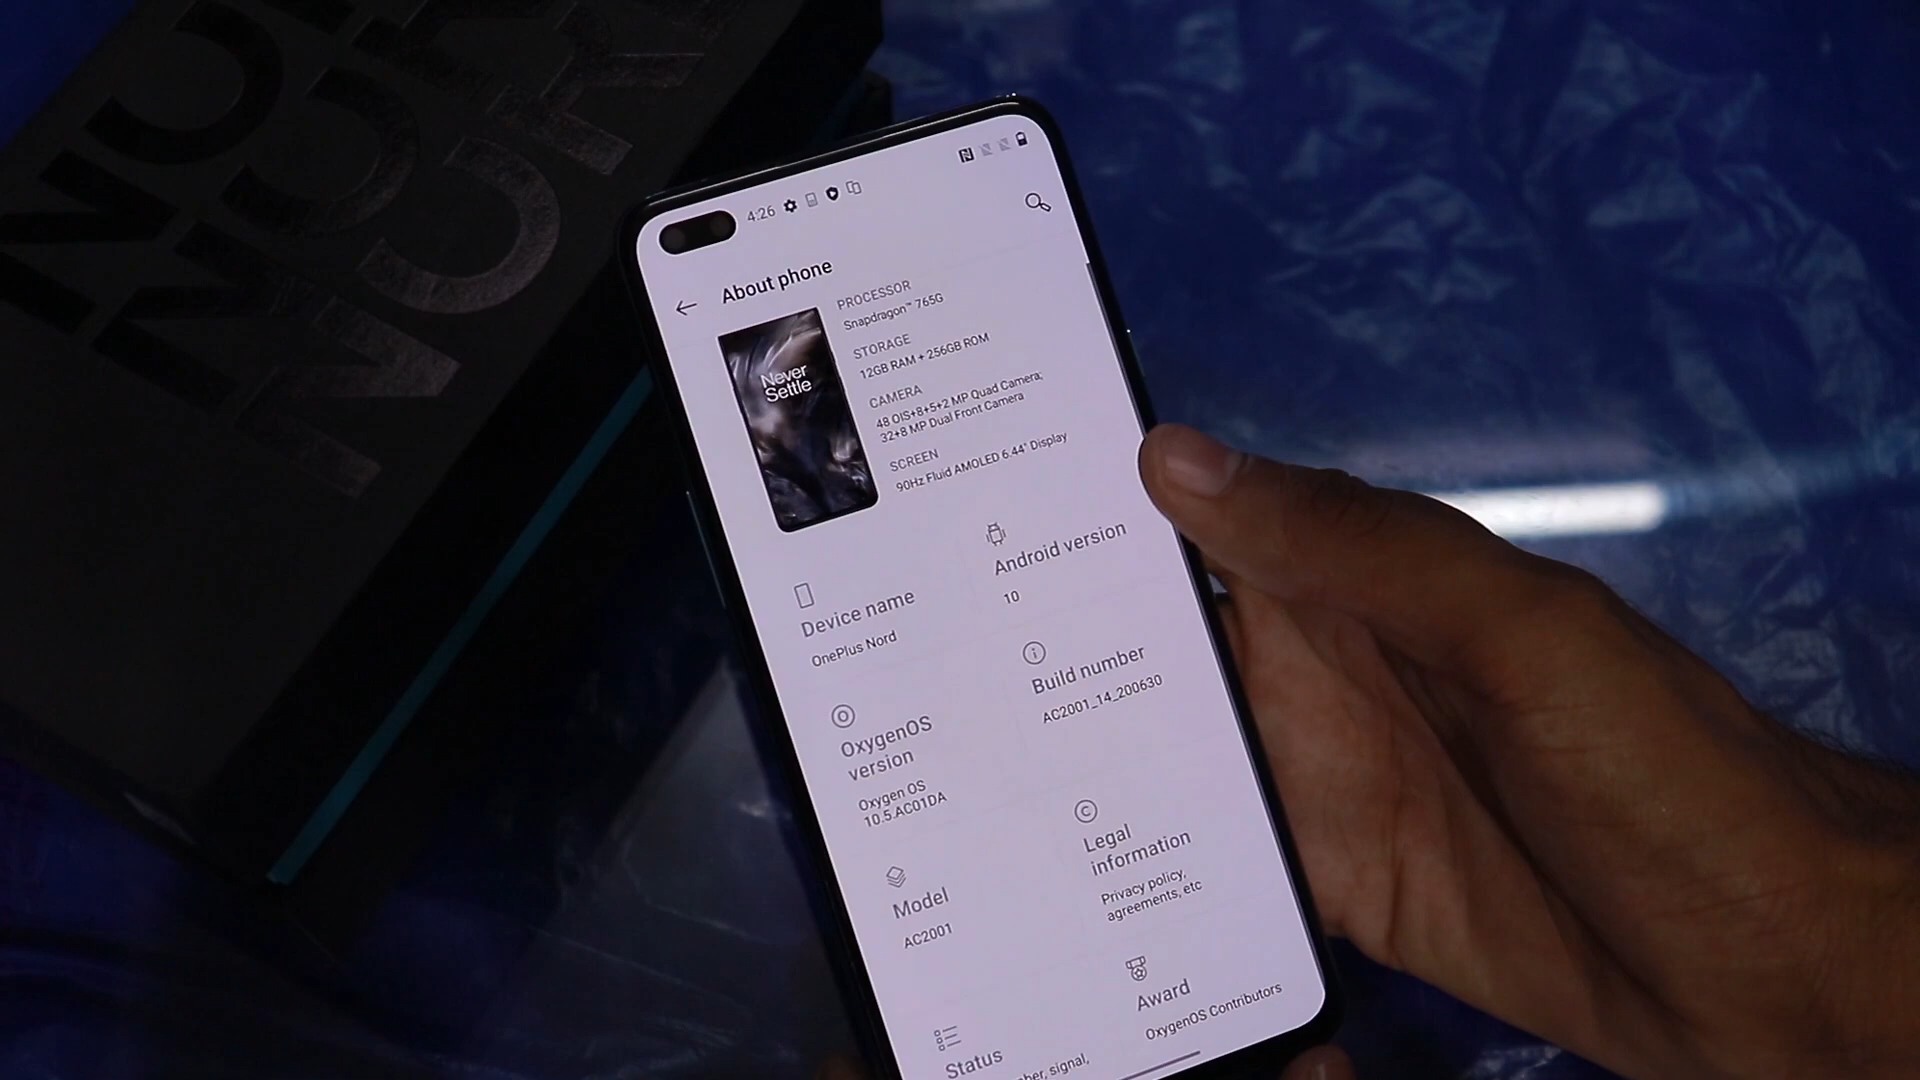 NORD
NORD
4:26
About phone
PROCESSOR
Snapdragon™ 765G
STORAGE
12GB RAM + 256GB ROM
CAMERA
48 OIS+8+5+2 MP Quad Camera;
32+8 MP Dual Front Camera
SCREEN
90Hz Fluid AMOLED 6.44" Display
Never
Settle
Device name
OnePlus Nord
Android version
10
OxygenOS
version
Oxygen OS
10.5.AC01DA
Build number
AC2001_14_200630
Model
AC2001
Legal
information
Privacy policy,
agreements, etc
Status
signal,
Award
OxygenOS Contributors